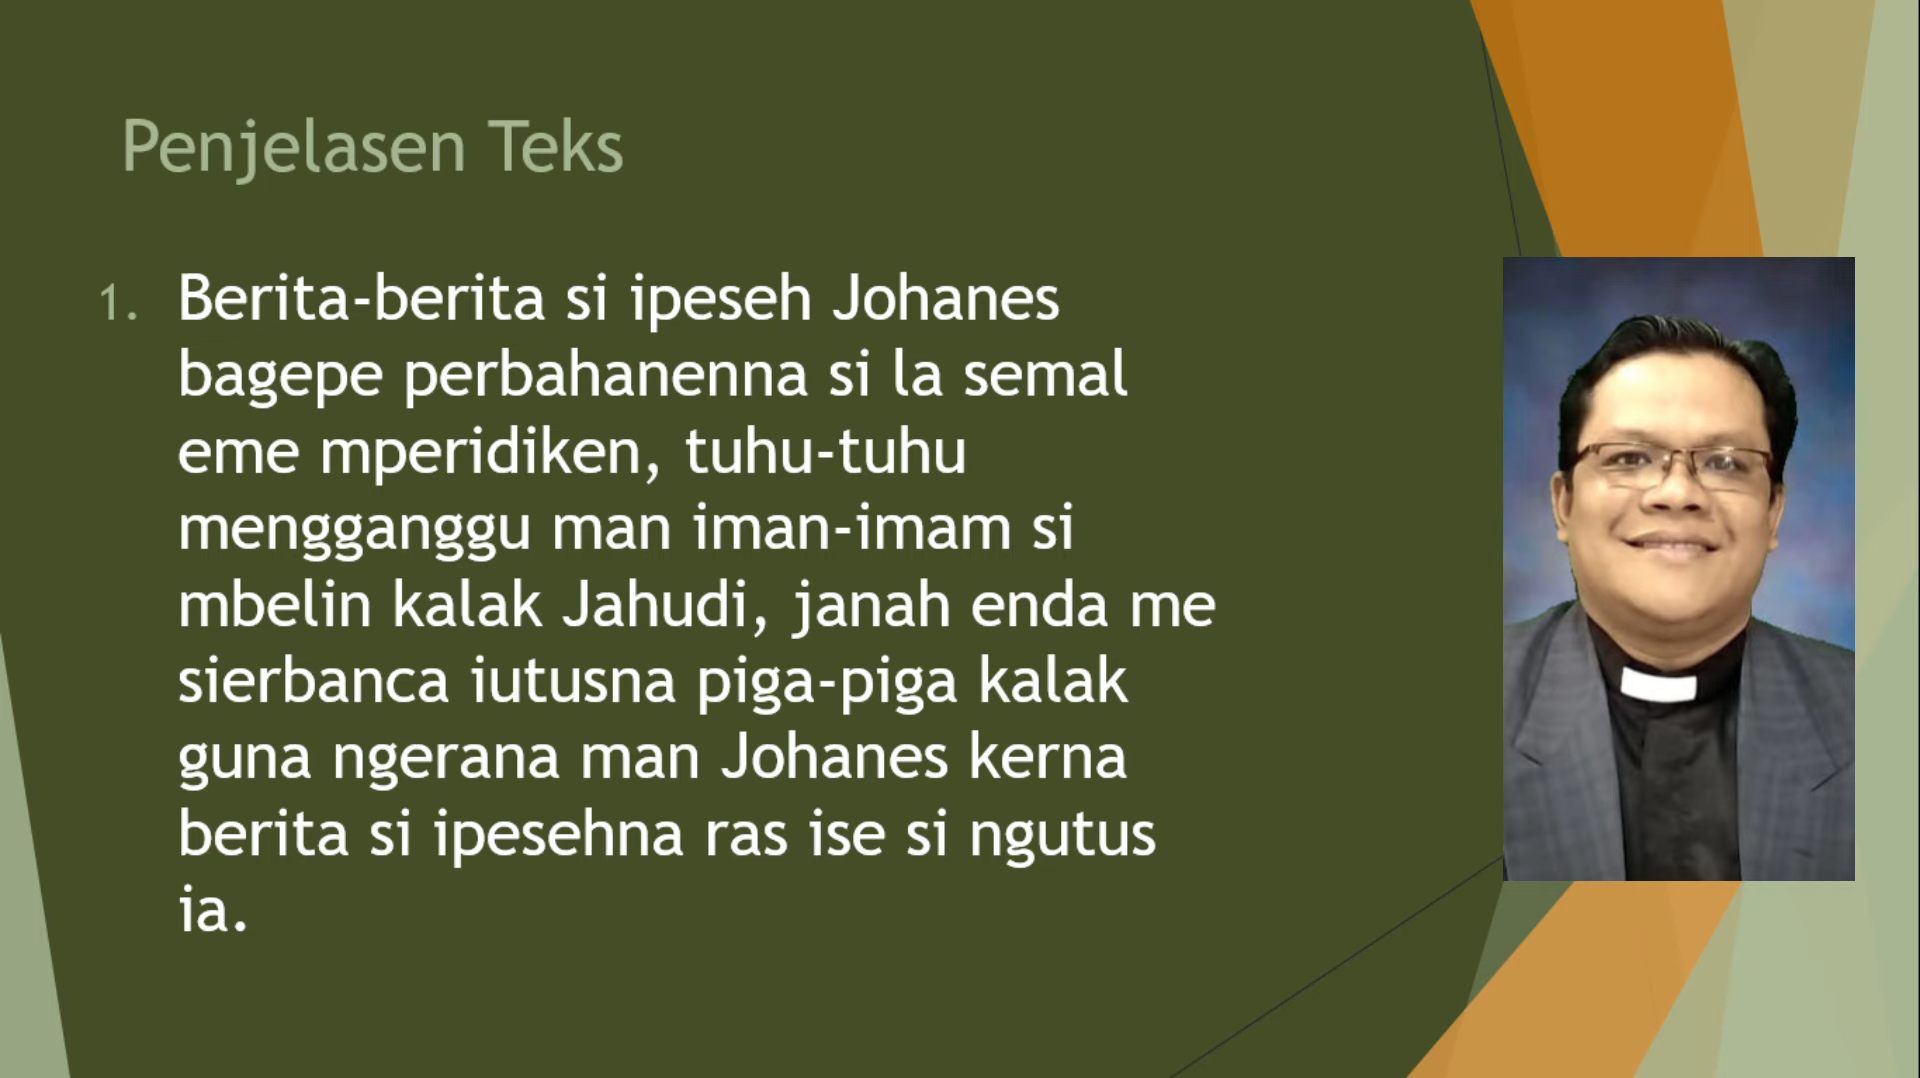 Penjelasen Teks
1. Berita-berita si ipeseh Johanes
bagepe perbahanenna si la semal
eme mperidiken, tuhu-tuhu
mengganggu man iman-imam si
mbelin kalak Jahudi, janah enda me
sierbanca iutusna piga-piga kalak
guna ngerana man Johanes kerna
berita si ipesehna ras ise si ngutus
ia.